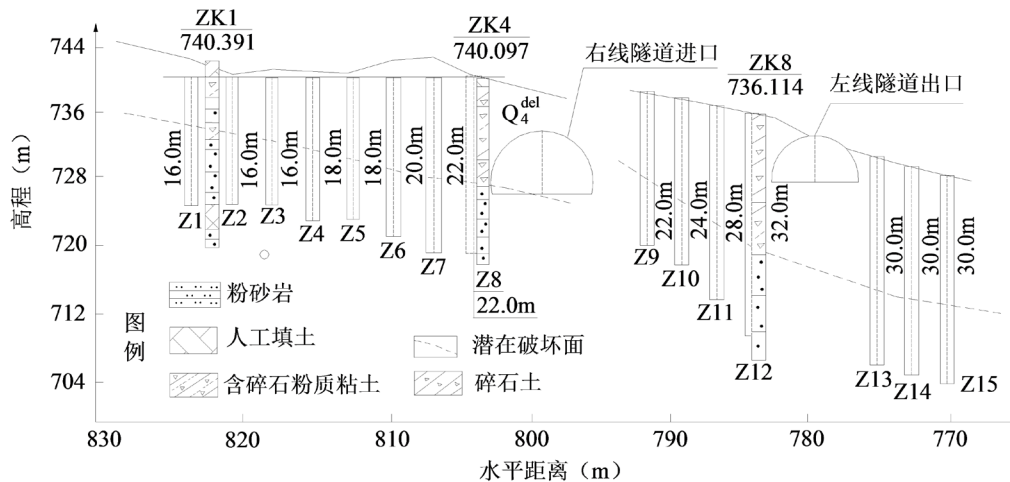 ZK1
740.391
ZK4
740.097
右线隧道进口
ZK8
736.114
左线隧道出口
Q₄ᵈᵉˡ
高程（m）
744
736
728
720
712
704
16.0m
16.0m
16.0m
18.0m
18.0m
20.0m
22.0m
22.0m
24.0m
28.0m
32.0m
30.0m
30.0m
30.0m
Z1
Z2
Z3
Z4
Z5
Z6
Z7
Z8
22.0m
Z9
Z10
Z11
Z12
Z13
Z14
Z15
图例
粉砂岩
人工填土
含碎石粉质粘土
潜在破坏面
碎石土
830
820
810
800
790
780
770
水平距离（m）